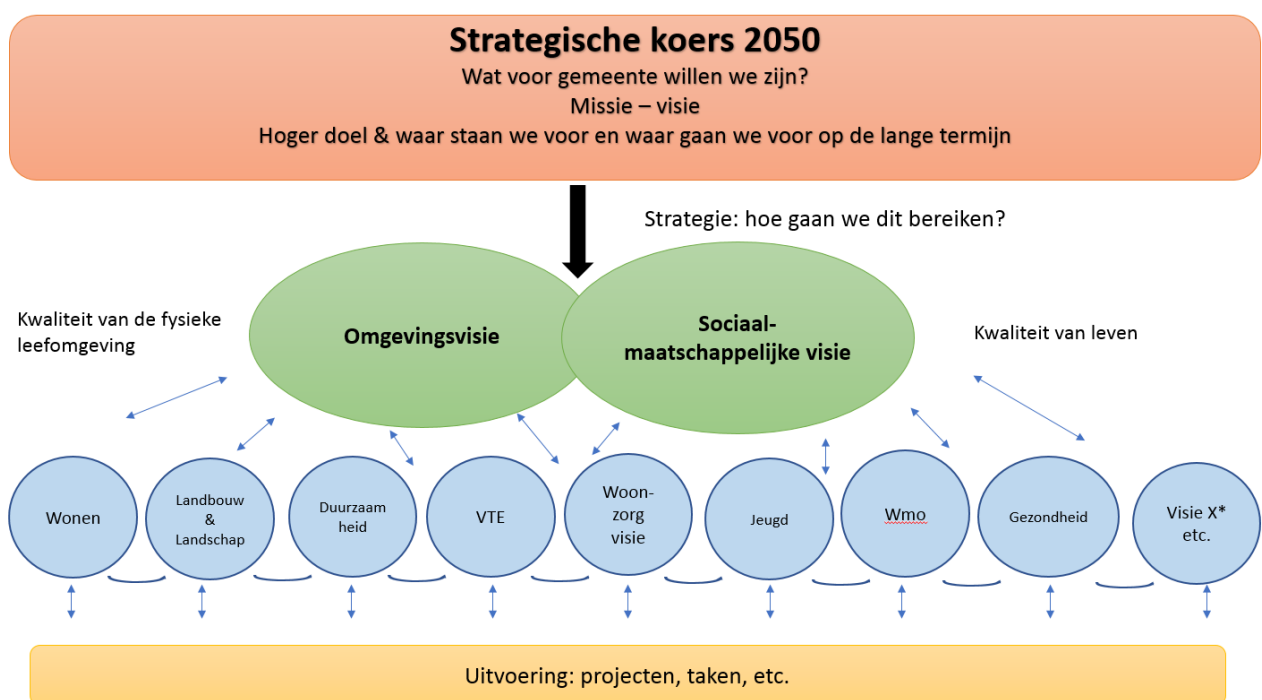 Strategische koers 2050
Wat voor gemeente willen we zijn?
Missie – visie
Hoger doel & waar staan we voor en waar gaan we voor op de lange termijn
Strategie: hoe gaan we dit bereiken?
Kwaliteit van de fysieke
leefomgeving
Omgevingsvisie
Sociaal-
maatschappelijke visie
Kwaliteit van leven
Wonen
Landbouw
&
Landschap
Duurzaam
heid
VTE
Woon-
zorg
visie
Jeugd
Wmo
Gezondheid
Visie X*
etc.
Uitvoering: projecten, taken, etc.